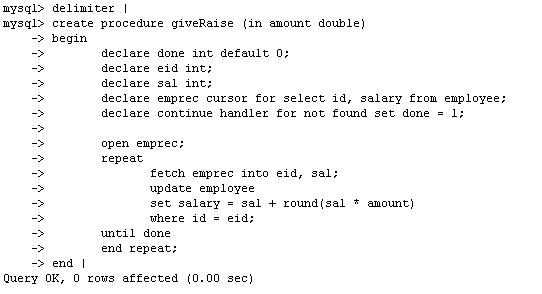 mysql> delimiter |
mysql> create procedure giveRaise (in amount double)
    -> begin
    ->         declare done int default 0;
    ->         declare eid int;
    ->         declare sal int;
    ->         declare emprec cursor for select id, salary from employee;
    ->         declare continue handler for not found set done = 1;
    ->
    ->         open emprec;
    ->         repeat
    ->                 fetch emprec into eid, sal;
    ->                 update employee
    ->                 set salary = sal + round(sal * amount)
    ->                 where id = eid;
    ->         until done
    ->         end repeat;
    -> end |
Query OK, 0 rows affected (0.00 sec)